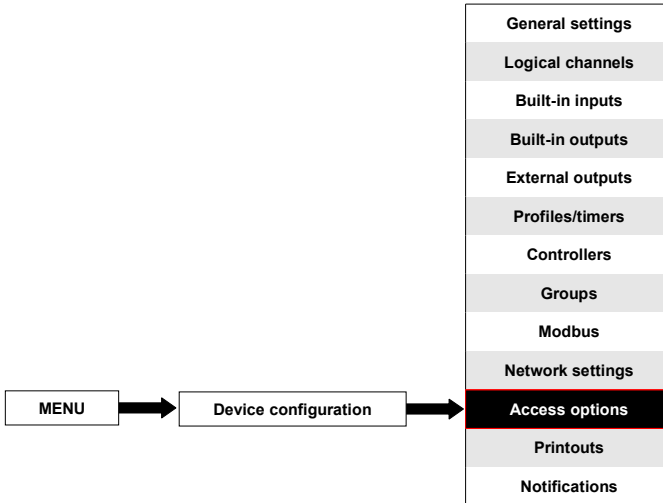 General settings
Logical channels
Built-in inputs
Built-in outputs
External outputs
Profiles/timers
Controllers
Groups
Modbus
Network settings
MENU Device configuration Access options
Printouts
Notifications